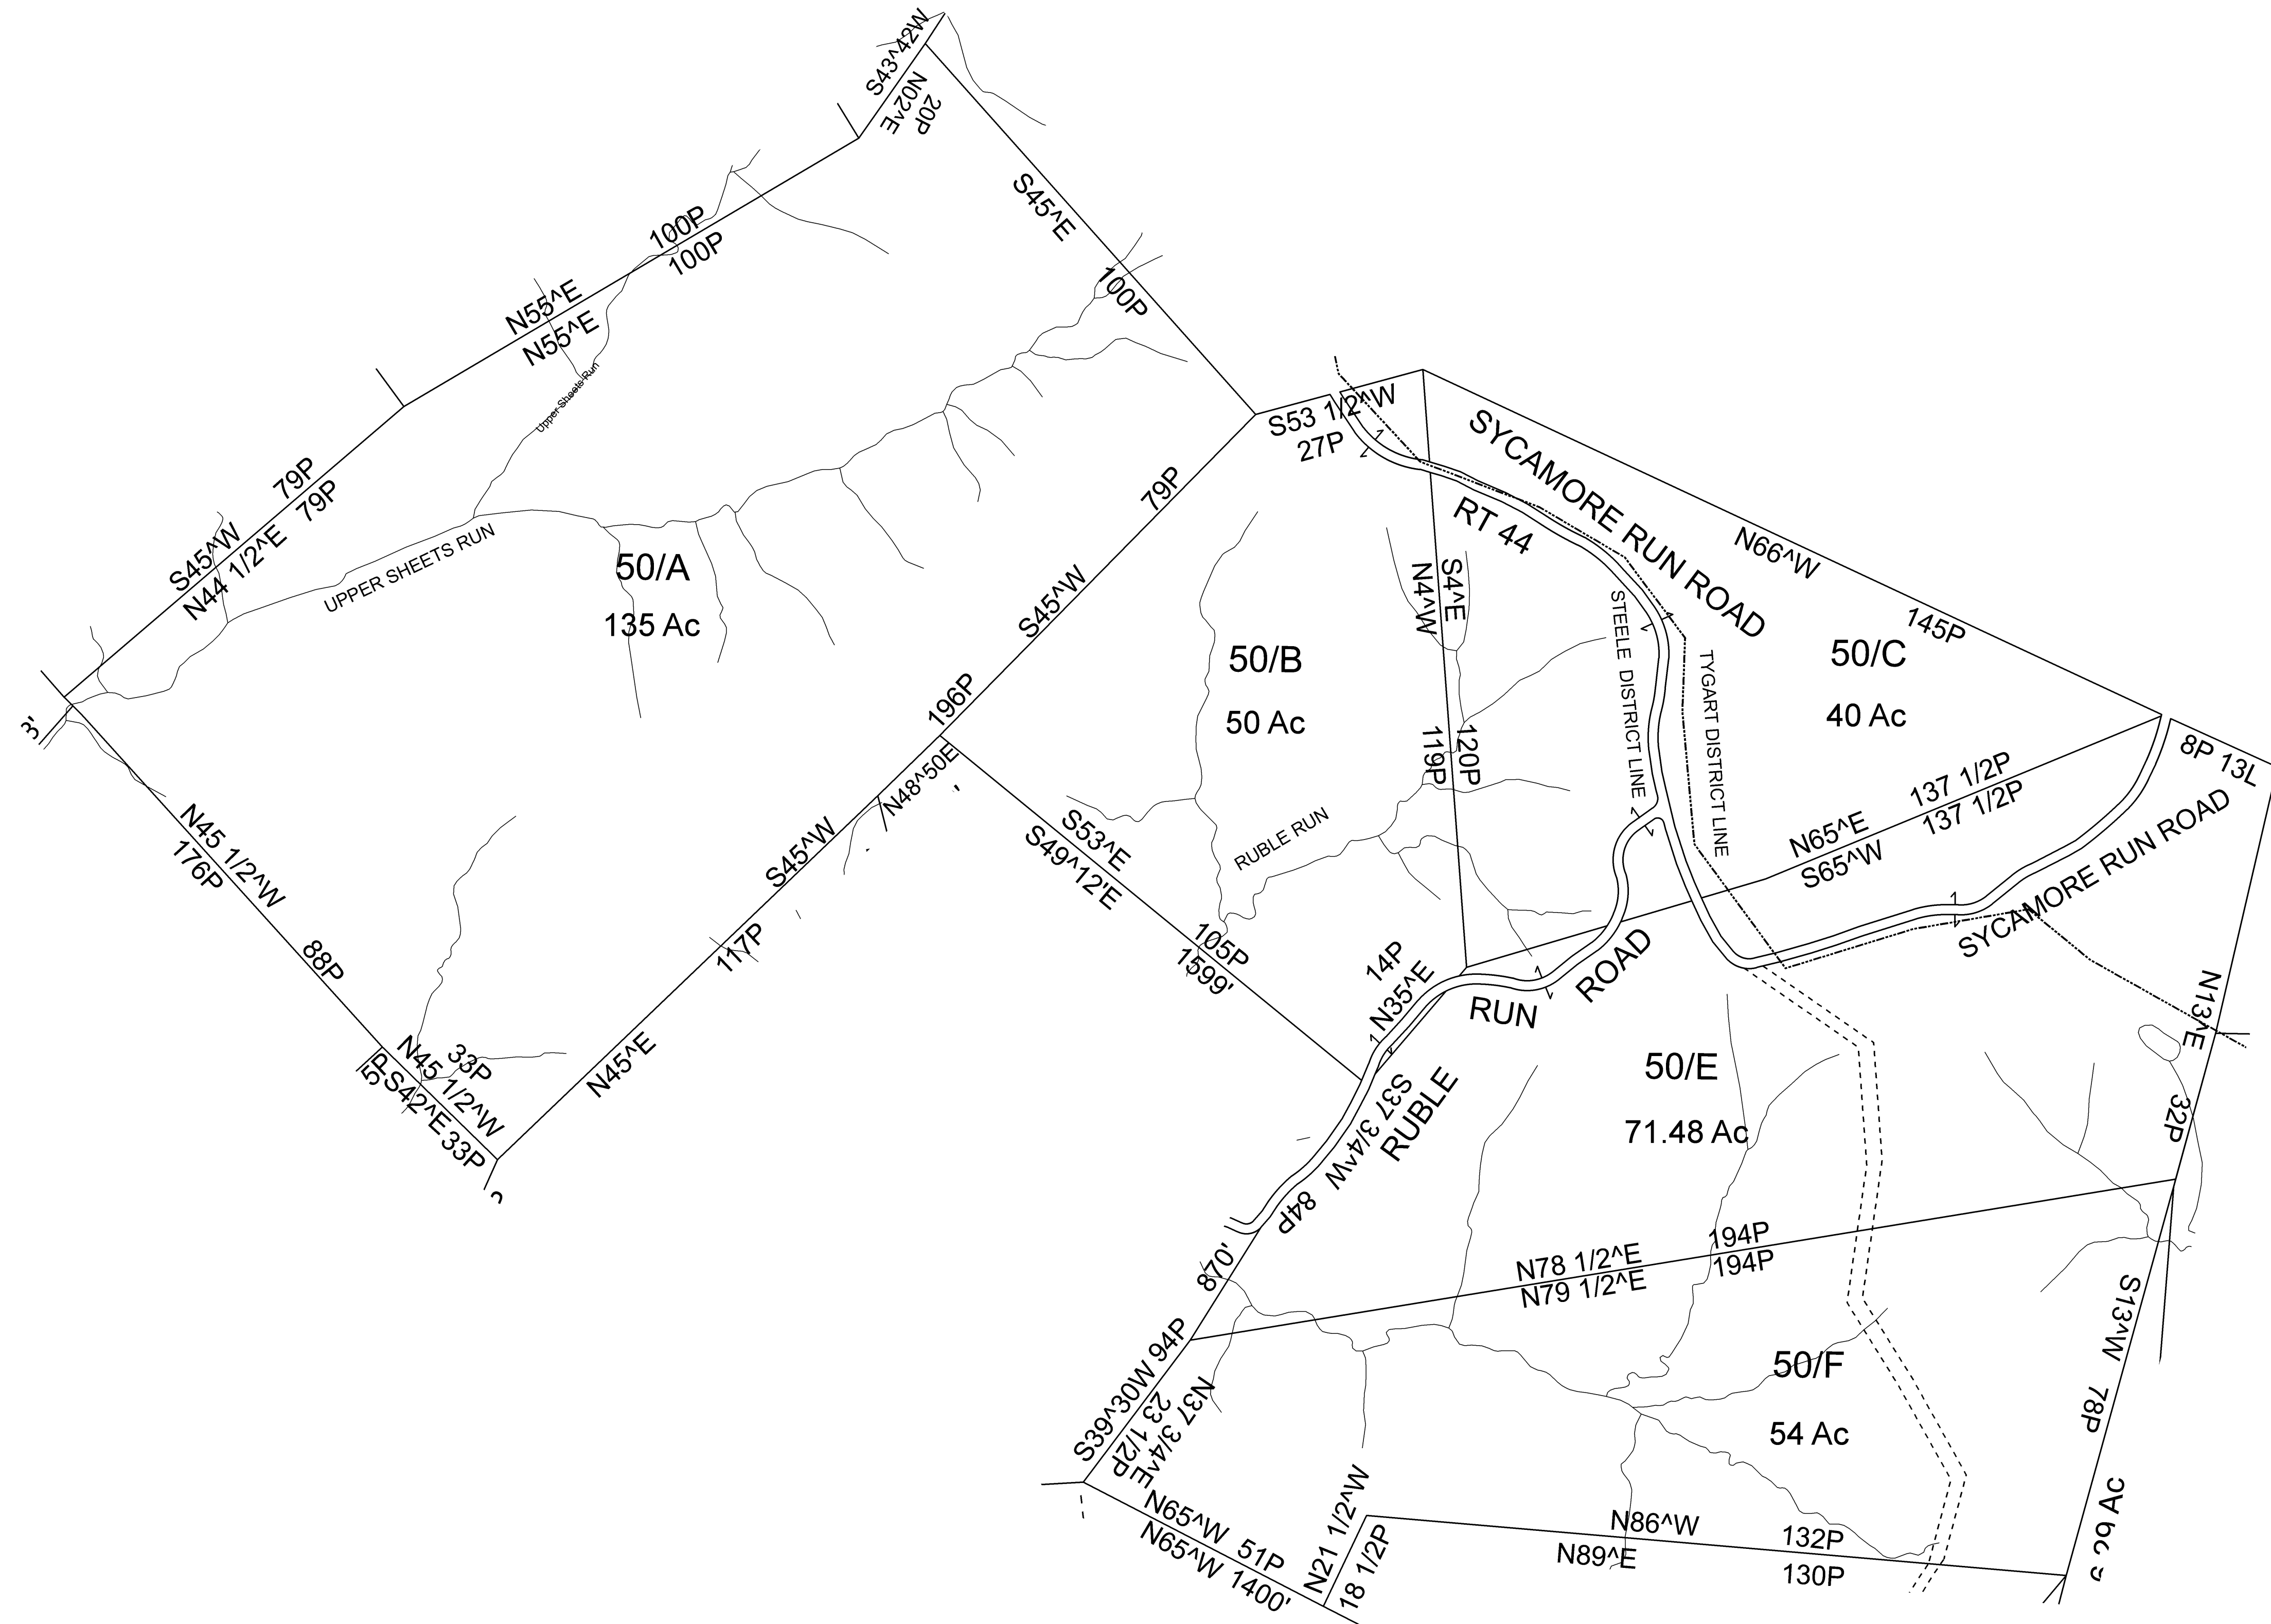 S43^42W
N02^E
20P
S45^E
100P
100P
100P
N55^E
N55^E
Upper Sheets Run
79P
79P
S45^W
N44 1/2^E
UPPER SHEETS RUN
50/A
135 Ac
3'
N45 1/2^W
176P
88P
N45 1/2^W
33P
5P
S42^E
33P
N45^E
117P
S45^W
N48^50E
196P
S45^W
79P
S53 1/2^W
27P
SYCAMORE RUN ROAD
RT 44
N66^W
145P
50/B
50 Ac
N4^W
S4^E
119P
120P
STEELE DISTRICT LINE
TYGART DISTRICT LINE
50/C
40 Ac
8P 13L
N65^E
137 1/2P
S65^W
137 1/2P
SYCAMORE RUN ROAD
RUBLE RUN
S53^E
S49^12'E
105P
1599'
14P
N35^E
RUBLE
RUN
ROAD
S37 3/4^W
84P
50/E
71.48 Ac
N13^E
32P
870'
N78 1/2^E
194P
N79 1/2^E
194P
S39^30W
94P
N37 3/4^E
23 1/2P
50/F
54 Ac
S13^W
78P
N65^W 51P
N65^W 1400'
N21 1/2^W
18 1/2P
N86^W
132P
N89^E
130P
Ac